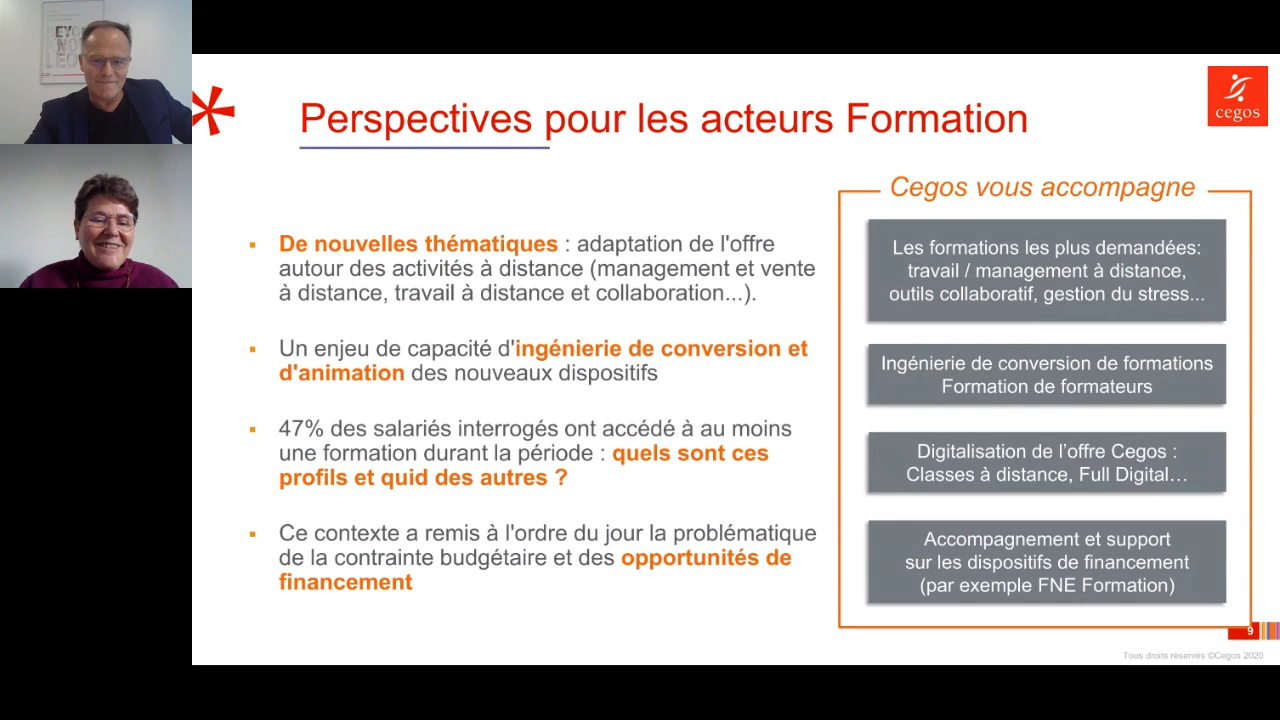 BEYO
KNO
LEO
Perspectives pour les acteurs Formation
cegos
Cegos vous accompagne
▪ De nouvelles thématiques : adaptation de l'offre
autour des activités à distance (management et vente
à distance, travail à distance et collaboration...).
▪ Un enjeu de capacité d'ingénierie de conversion et
d'animation des nouveaux dispositifs
▪ 47% des salariés interrogés ont accédé à au moins
une formation durant la période : quels sont ces
profils et quid des autres ?
▪ Ce contexte a remis à l'ordre du jour la problématique
de la contrainte budgétaire et des opportunités de
financement
Les formations les plus demandées:
travail / management à distance,
outils collaboratif, gestion du stress...
Ingénierie de conversion de formations
Formation de formateurs
Digitalisation de l’offre Cegos :
Classes à distance, Full Digital…
Accompagnement et support
sur les dispositifs de financement
(par exemple FNE Formation)
9
Tous droits réservés ©Cegos 2020